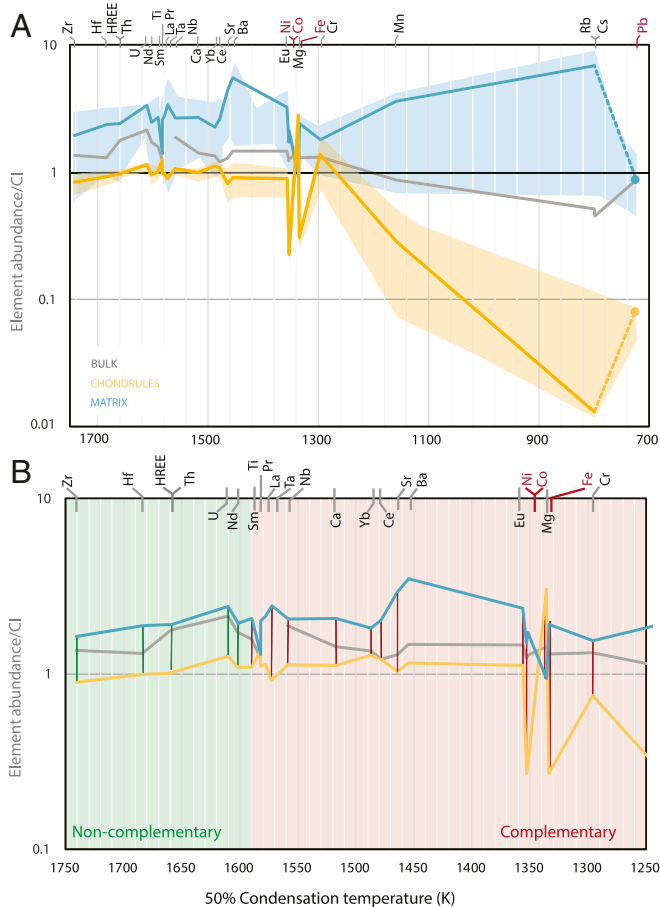 A
Zr
Hf
HREE
Th
U
Nd
Sm
Ti
La
Pr
Ta
Nb
Ca
Yb
Ce
Sr
Ba
Eu
Ni
Mg
Co
Fe
Cr
Mn
Rb
Cs
Pb
10
1
0.1
0.01
Element abundance/CI
BULK
CHONDRULES
MATRIX
1700
1500
1300
1100
900
700
B
Zr
Hf
HREE
Th
U
Nd
Sm
Ti
Pr
La
Ta
Nb
Ca
Yb
Ce
Sr
Ba
Eu
Ni
Co
Mg
Fe
Cr
10
1
0.1
Element abundance/CI
Non-complementary
Complementary
1750
1700
1650
1600
1550
1500
1450
1400
1350
1300
1250
50% Condensation temperature (K)